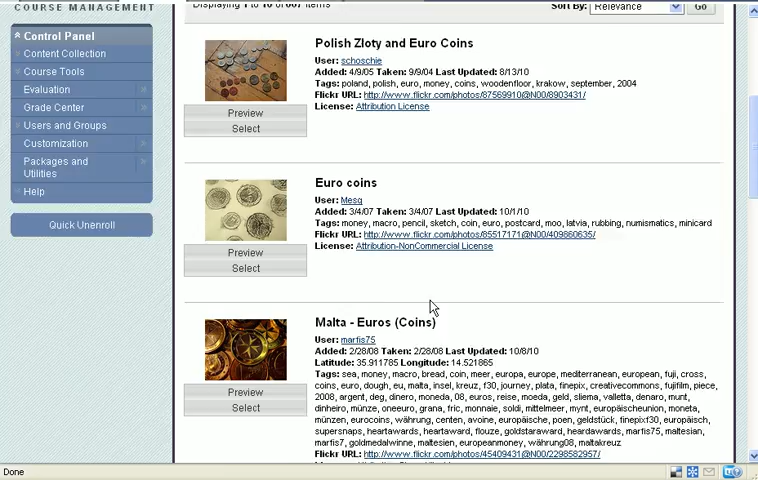 COURSE MANAGEMENT
Control Panel
Content Collection
Course Tools
Evaluation
Grade Center
Users and Groups
Customization
Packages and
Utilities
Help
Quick Unenroll
Sort By: Relevance Go
Polish Zloty and Euro Coins
User: schoschie
Added: 4/9/05 Taken: 9/9/04 Last Updated: 8/13/10
Tags: poland, polish, euro, money, coins, woodenfloor, krakow, september, 2004
Flickr URL: http://www.flickr.com/photos/87569910@N00/8903431/
License: Attribution License
Preview
Select
Euro coins
User: Mesq
Added: 3/4/07 Taken: 3/4/07 Last Updated: 10/1/10
Tags: money, macro, pencil, sketch, coin, euro, postcard, moo, latvia, rubbing, numismatics, minicard
Flickr URL: http://www.flickr.com/photos/85517171@N00/409860635/
License: Attribution-NonCommercial License
Preview
Select
Malta - Euros (Coins)
User: marfis75
Added: 2/28/08 Taken: 2/28/08 Last Updated: 10/8/10
Latitude: 35.911785 Longitude: 14.521865
Tags: sea, money, macro, bread, coin, meer, europa, europe, mediterranean, european, fuji, cross,
coins, euro, dough, eu, malta, insel, kreuz, f30, journey, plata, finepix, creativecommons, fujifilm, piece,
2008, argent, deg, dinero, moneda, 08, euros, reise, moeda, geld, sliema, valletta, denaro, munt,
dinheiro, münze, oneeuro, grana, fric, monnaie, soldi, mittelmeer, mynt, europäischeunion, moneta,
münzen, eurocoins, währung, centen, avoine, européische, poen, geldstück, finepixf30, européisch,
supersnaps, heartawards, heartaward, flouze, goldstaraward, heardawards, marfis75, maltesian,
marfis7, goldmedalwinner, maltesien, europeanmoney, währung08, maltakreuz
Flickr URL: http://www.flickr.com/photos/45409431@N00/2298582957/
Preview
Select
Done